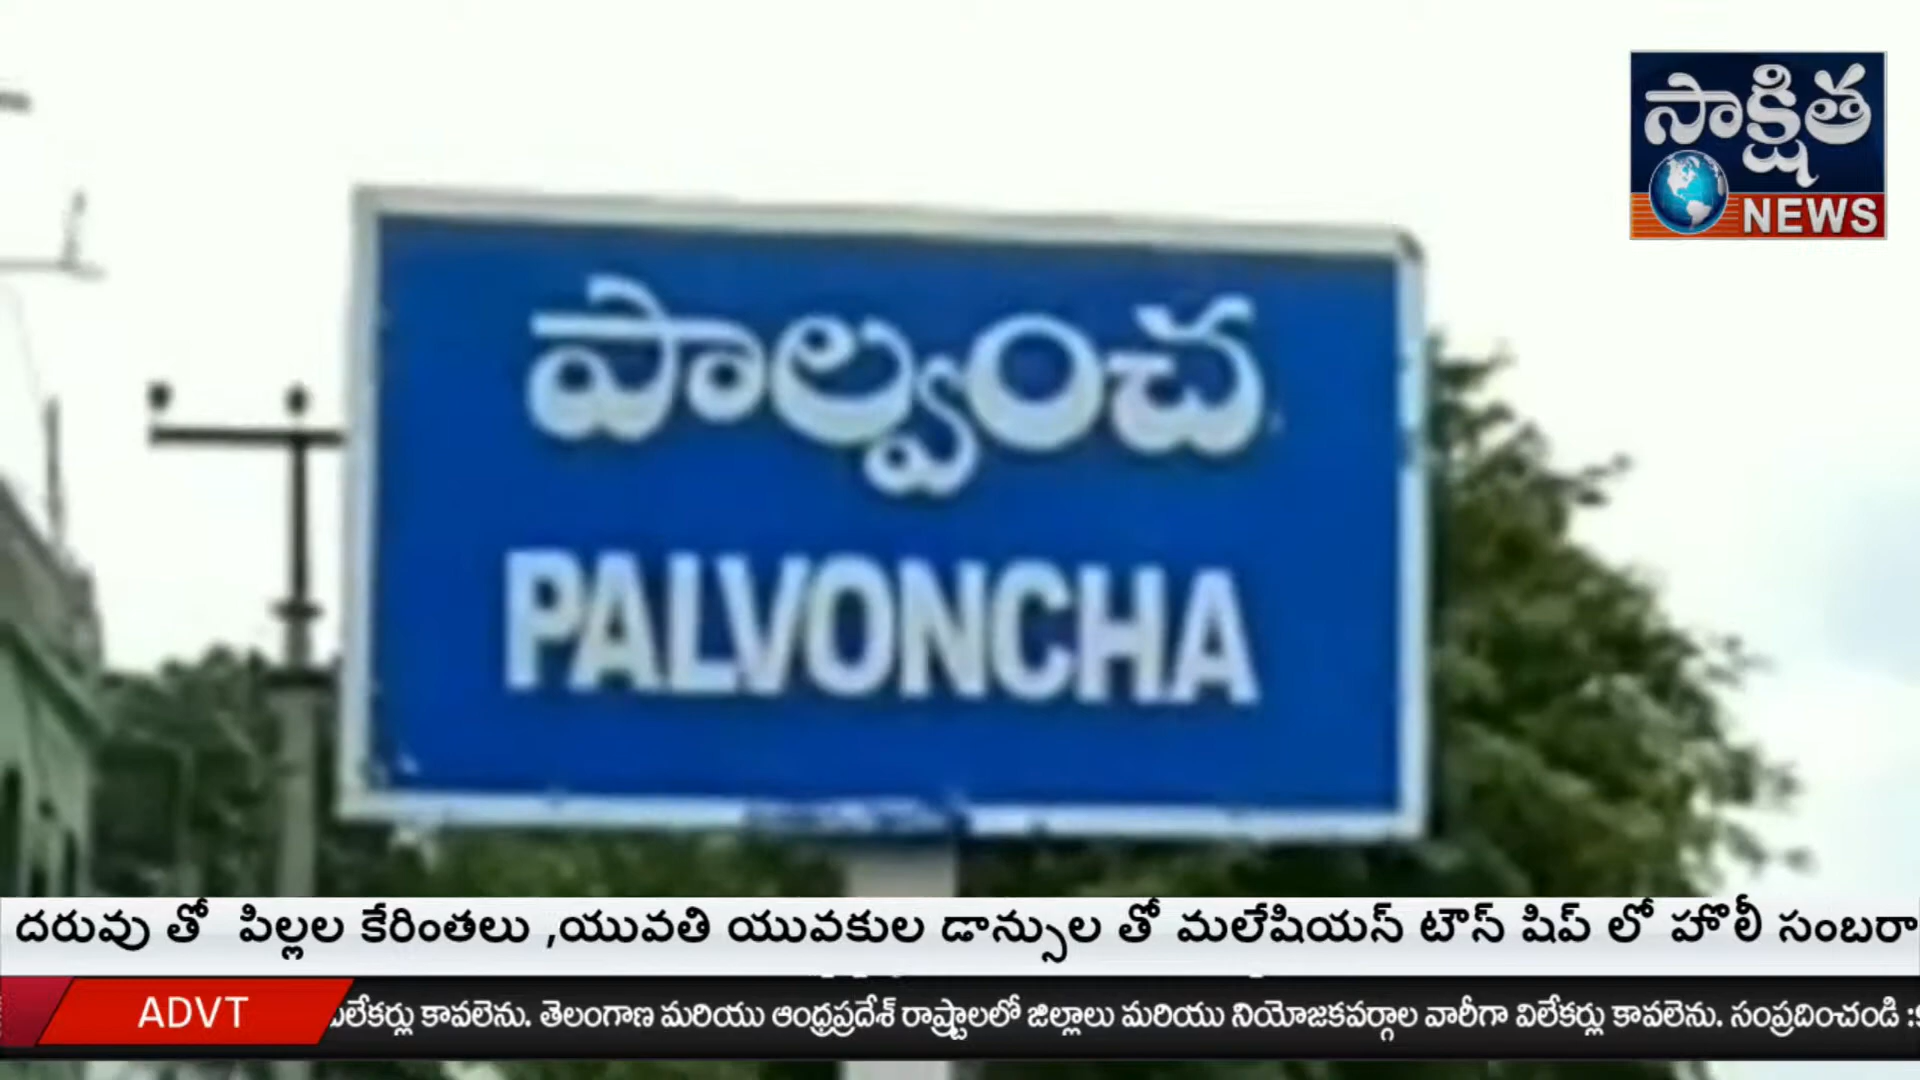 సాక్షిత
NEWS
పాల్వంచ
PALVONCHA
దరువు తో పిల్లల కేరింతలు ,యువతి యువకుల డాన్సుల తో మలేషియస్ టౌన్ షిప్ లో హొలీ సంబరా
ADVT
కావలెను. తెలంగాణ మరియు ఆంధ్రప్రదేశ్ రాష్ట్రాలలో జిల్లాలు మరియు నియోజకవర్గాల వారీగా విలేకర్లు కావలెను. సంప్రదించండి :